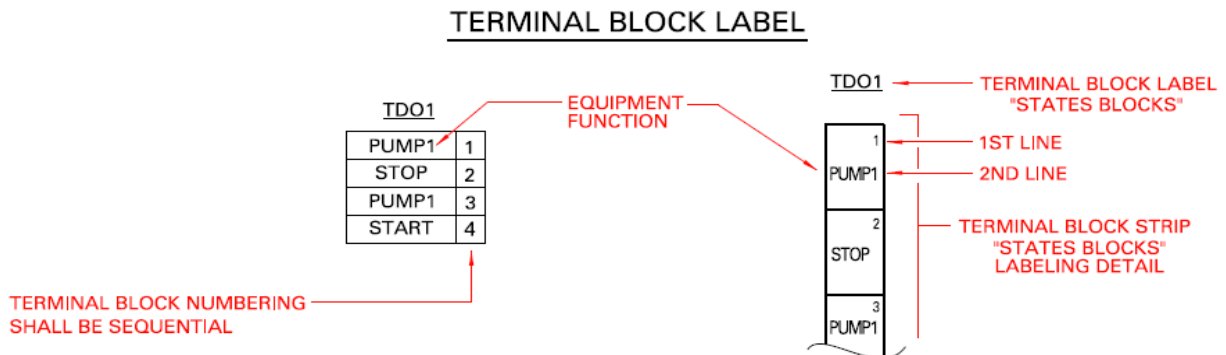 TERMINAL BLOCK LABEL
TDO1
PUMP1 1
STOP 2
PUMP1 3
START 4
EQUIPMENT
FUNCTION
TERMINAL BLOCK NUMBERING
SHALL BE SEQUENTIAL
TDO1
TERMINAL BLOCK LABEL
"STATES BLOCKS"
1
PUMP1
2
STOP
3
PUMP1
1ST LINE
2ND LINE
TERMINAL BLOCK STRIP
"STATES BLOCKS"
LABELING DETAIL